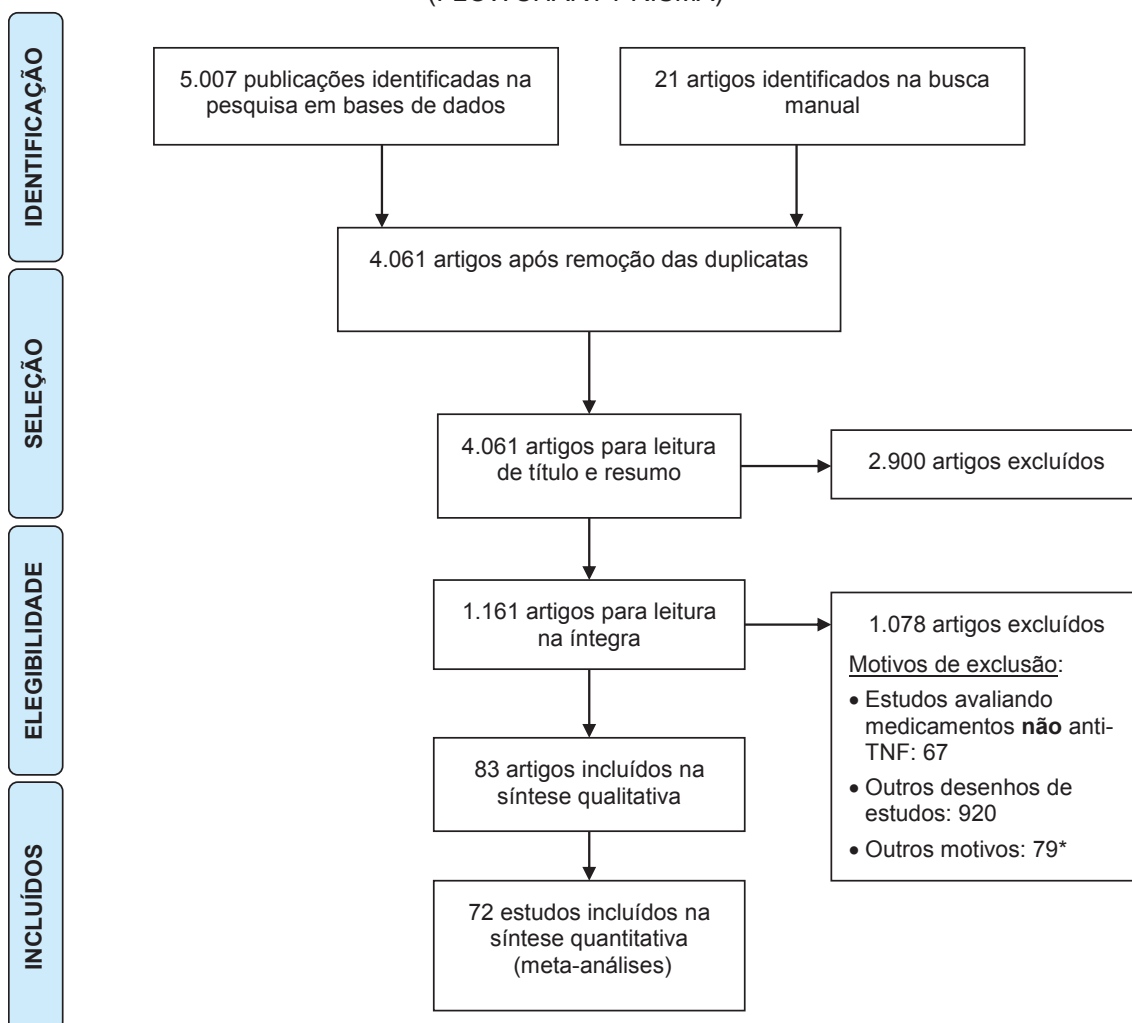 IDENTIFICAÇÃO
5.007 publicações identificadas na
pesquisa em bases de dados
21 artigos identificados na busca
manual
4.061 artigos após remoção das duplicatas
SELEÇÃO
4.061 artigos para leitura
de título e resumo
2.900 artigos excluídos
ELEGIBILIDADE
1.161 artigos para leitura
na íntegra
1.078 artigos excluídos
Motivos de exclusão:
• Estudos avaliando
medicamentos não anti-
TNF: 67
• Outros desenhos de
estudos: 920
• Outros motivos: 79*
83 artigos incluídos na
síntese qualitativa
INCLUÍDOS
72 estudos incluídos na
síntese quantitativa
(meta-análises)